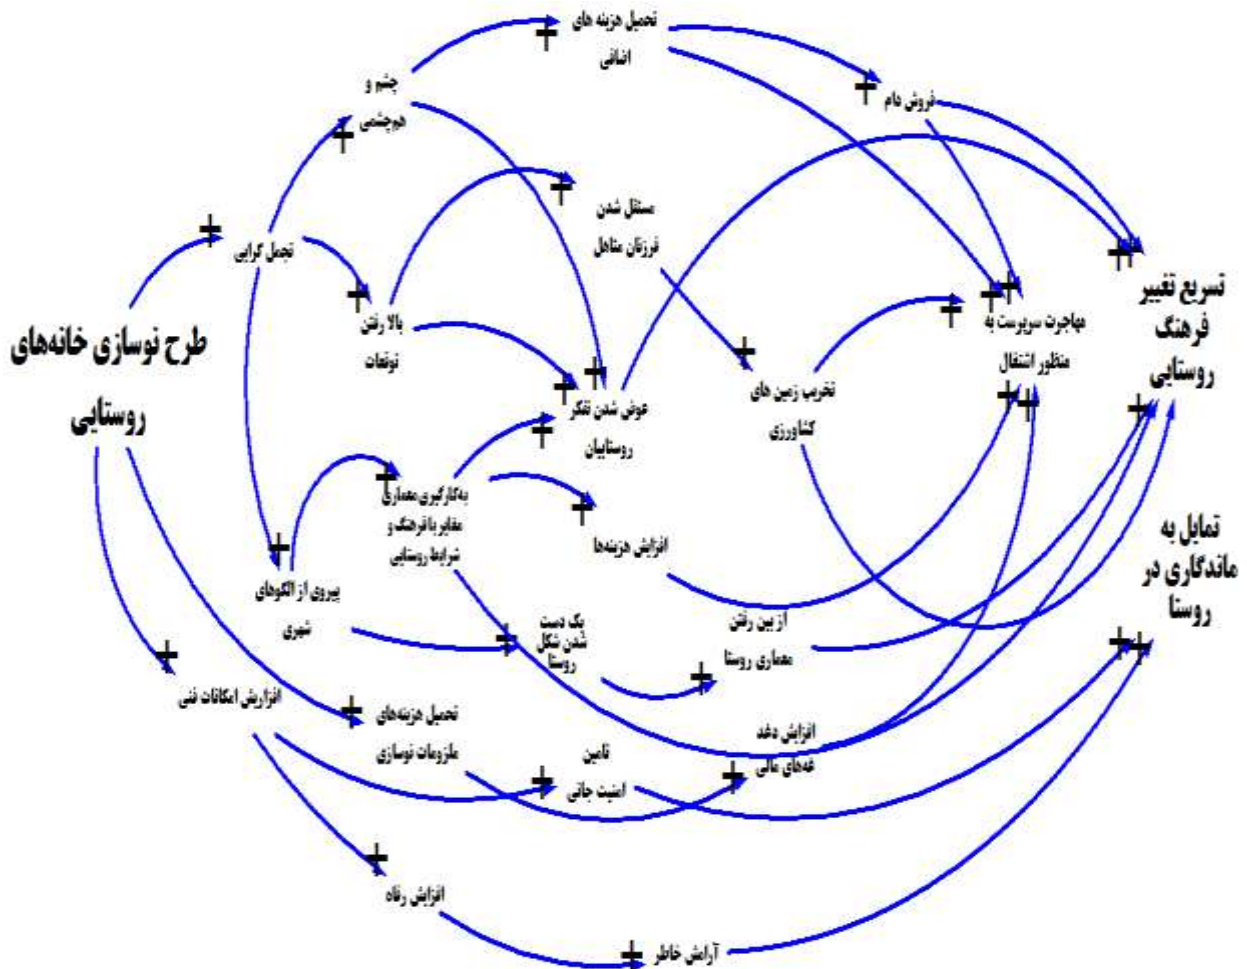 تحمیل هزینه های
اضافی
چشم و
هم‌چشمی
فروش دام
مستقل شدن
فرزنان متاهل
تجمل گرایی
تسریع تغییر
فرهنگ
روستایی
طرح نوسازی خانه‌های
روستایی
بالا رفتن
توقعات
مهاجرت سرپرست به
منظور اشتغال
تخریب زمین های
کشاورزی
عوض شدن تفکر
روستاییان
به‌کارگیری معماری
مغایر با فرهنگ و
شرایط روستایی
افزایش هزینه‌ها
تمایل به
ماندگاری در
روستا
پیروی از الگوهای
شهری
یک دست
شدن شکل
روستا
از بین رفتن
معماری روستا
افزاریش امکانات فنی
تحمیل هزینه‌های
ملزومات نوسازی
تامین
امنیت جانی
افزایش دغد
غه‌های مالی
افزایش رفاه
آرامش خاطر